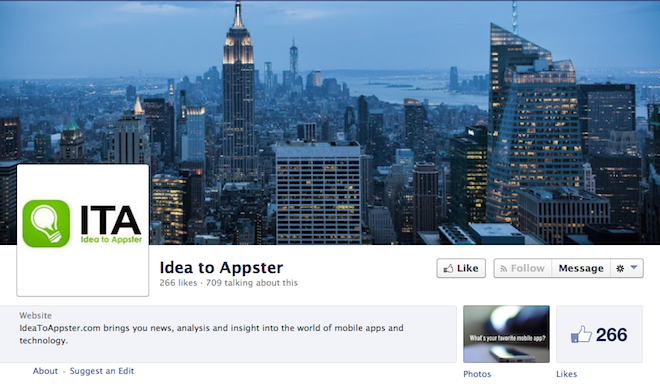 ITA
Idea to Appster
Idea to Appster
266 likes · 709 talking about this
Like
Follow
Message
Website
IdeaToAppster.com brings you news, analysis and insight into the world of mobile apps and
technology.
What's your favorite mobile app?
266
About - Suggest an Edit
Photos
Likes